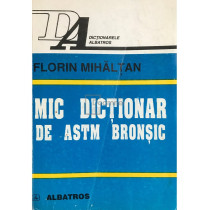 DA
DICȚIONARELE
ALBATROS
FLORIN MIHĂLȚAN
MIC DICȚIONAR
DE ASTM BRONȘIC
ALBATROS